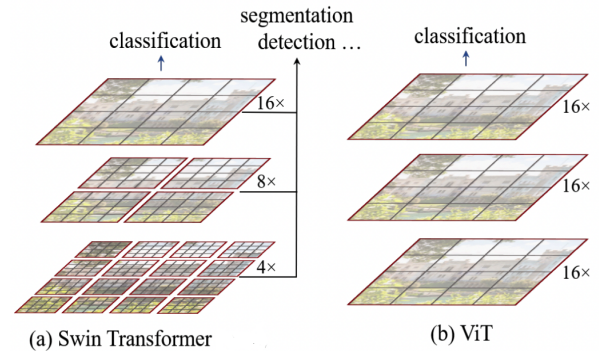 segmentation
classification
detection ...
classification
16×
16×
8×
16×
4×
16×
(a) Swin Transformer
(b) ViT